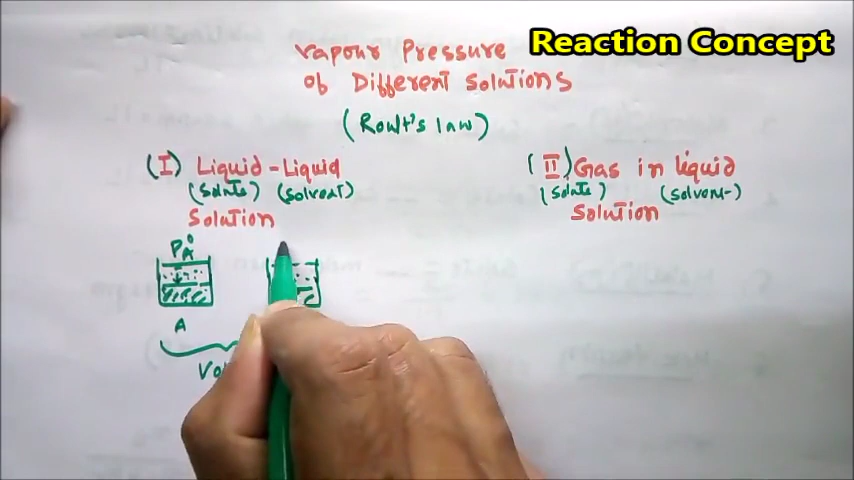 Reaction Concept
Vapour Pressure
of Different Solutions
(Roult's law)
(I) Liquid-Liquid
(Solute) (Solvent)
Solution
(II) Gas in liquid
(Solute) (Solvent)
Solution
P°A
A